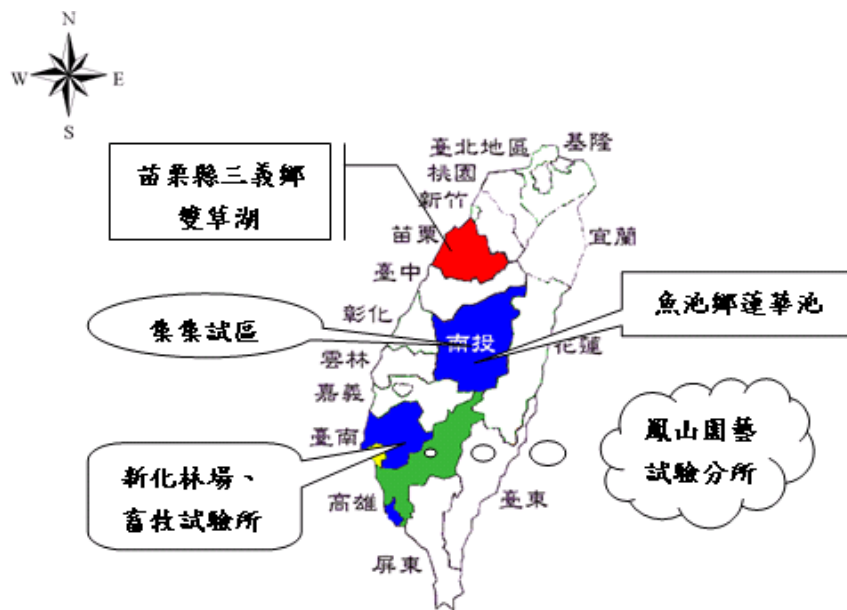 N
W
E
S
基隆
臺北地區
桃園
新竹
苗栗縣三義鄉
雙草湖
苗栗
宜蘭
臺中
彰化
魚池鄉蓮華池
集集試區
南投
花蓮
雲林
嘉義
臺南
鳳山園藝
試驗分所
新化林場、
畜牧試驗所
高雄
臺東
屏東